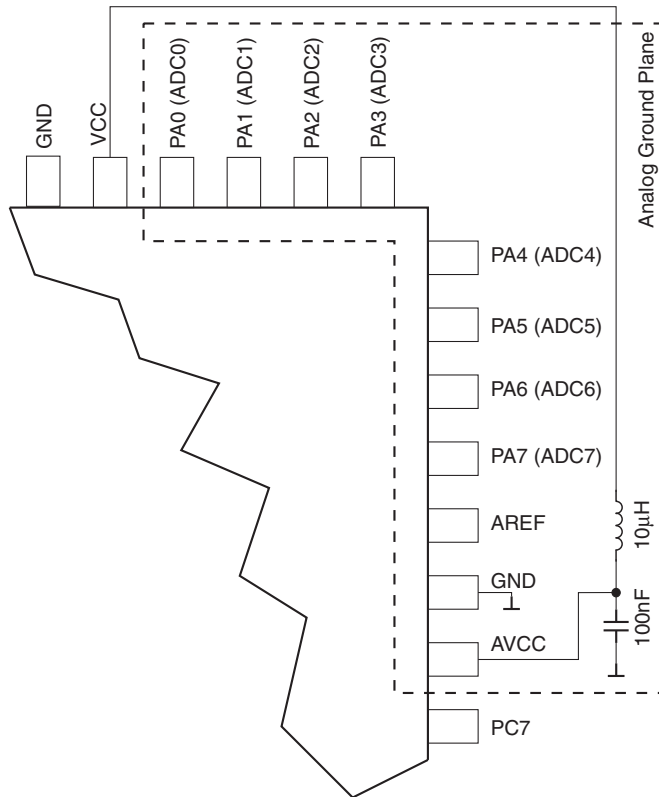 GND
VCC
PA0 (ADC0)
PA1 (ADC1)
PA2 (ADC2)
PA3 (ADC3)
Analog Ground Plane
PA4 (ADC4)
PA5 (ADC5)
PA6 (ADC6)
PA7 (ADC7)
AREF
10µH
GND
AVCC
100nF
PC7